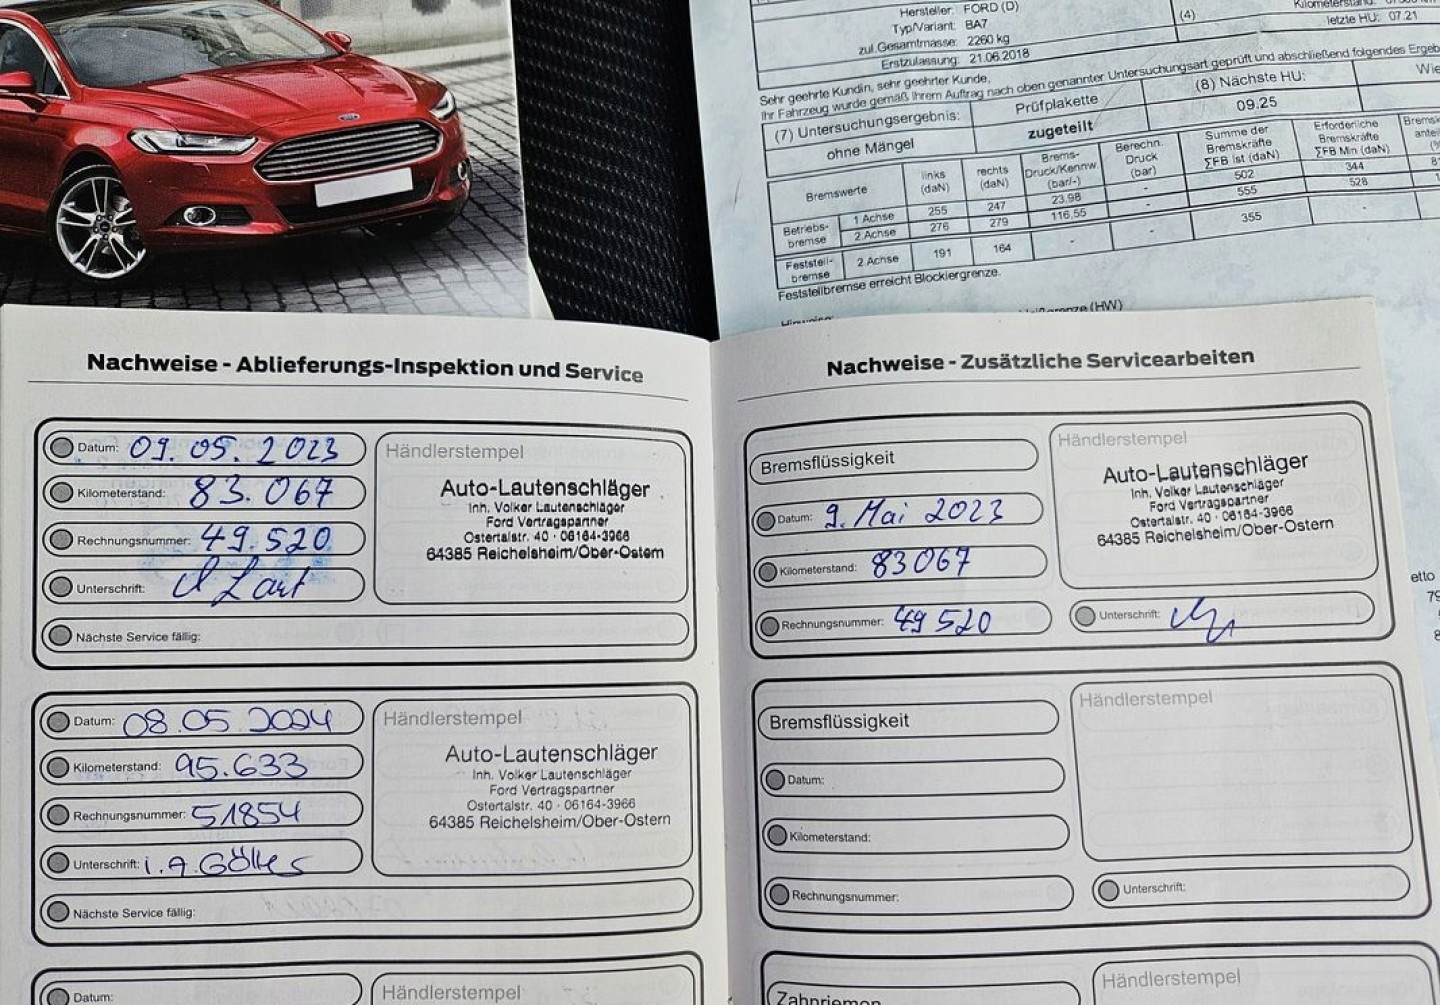 Hersteller: FORD (D)
Typ/Variant: BA7
zul.Gesamtmasse: 2260 kg
Erstzulassung: 21.06.2018
(4)
Kilometerstand:
letzte HU: 07.21
Sehr geehrte Kundin, sehr geehrter Kunde,
Ihr Fahrzeug wurde gemäß Ihrem Auftrag nach oben genannter Untersuchungsart geprüft und abschließend folgendes
(7) Untersuchungsergebnis:
ohne Mängel
Prüfplakette
zugeteilt
(8) Nächste HU:
09.25
Wie
Bremswerte
links (daN)
rechts (daN)
Brems-Druck/Kennw. (bar/-)
Berechn. Druck (bar)
Summe der Bremskräfte ∑FB Ist (daN)
Erforderliche Bremskräfte ∑FB Min (daN)
Betriebs-bremse
1.Achse 255 247 23,98 - 502 344
2.Achse 276 279 116,55 - 555 528
Feststell-bremse
2.Achse 191 164 - - 355 -
Feststellbremse erreicht Blockiergrenze.
(HW)
Nachweise - Ablieferungs-Inspektion und Service
Datum: 09.05.2023
Kilometerstand: 83.067
Rechnungsnummer: 49.520
Unterschrift:
Nächste Service fällig:
Händlerstempel
Auto-Lautenschläger
Inh. Volker Lautenschläger
Ford Vertragspartner
Ostertalstr. 40 · 06164-3966
64385 Reichelsheim/Ober-Ostern
Datum: 08.05.2024
Kilometerstand: 95.633
Rechnungsnummer: 51854
Unterschrift: i.A.
Nächste Service fällig:
Händlerstempel
Auto-Lautenschläger
Inh. Volker Lautenschläger
Ford Vertragspartner
Ostertalstr. 40 · 06164-3966
64385 Reichelsheim/Ober-Ostern
Datum:
Händlerstempel
Nachweise - Zusätzliche Servicearbeiten
Bremsflüssigkeit
Datum: 9. Mai 2023
Kilometerstand: 83067
Rechnungsnummer: 49520
Händlerstempel
Auto-Lautenschläger
Inh. Volker Lautenschläger
Ford Vertragspartner
Ostertalstr. 40 · 06164-3966
64385 Reichelsheim/Ober-Ostern
Unterschrift:
Bremsflüssigkeit
Datum:
Kilometerstand:
Rechnungsnummer:
Händlerstempel
Unterschrift:
Zahnriemen
Händlerstempel
etto